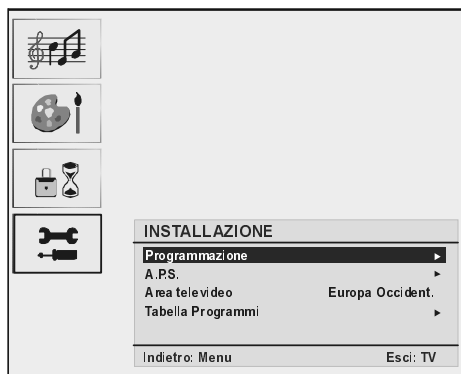 INSTALLAZIONE
Programmazione ►
A.P.S. ►
Area televideo Europa Occident.
Tabella Programmi ►
Indietro: Menu Esci: TV